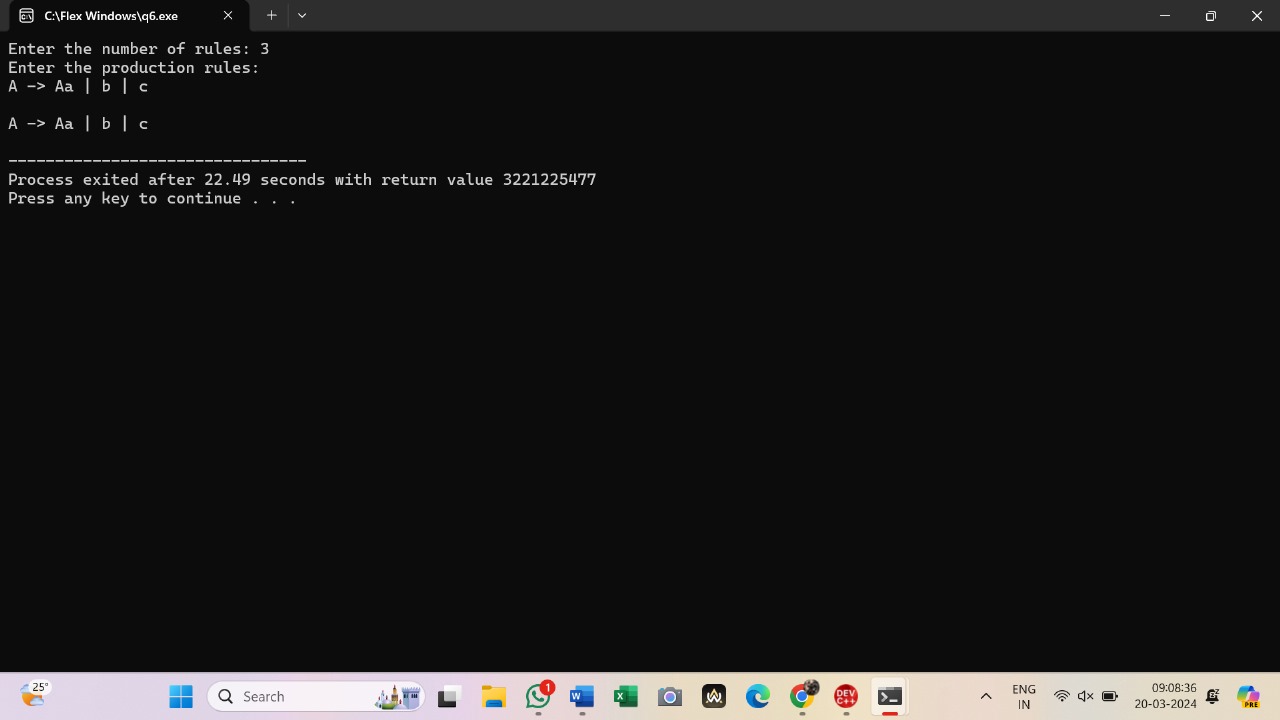 C:\Flex Windows\q6.exe
Enter the number of rules: 3
Enter the production rules:
A -> Aa | b | c
A -> Aa | b | c
--------------------------------
Process exited after 22.49 seconds with return value 3221225477
Press any key to continue . . .
25°
Search
1
W
X
DEV
C++
ENG
IN
09:08:36
20-03-2024
PRE